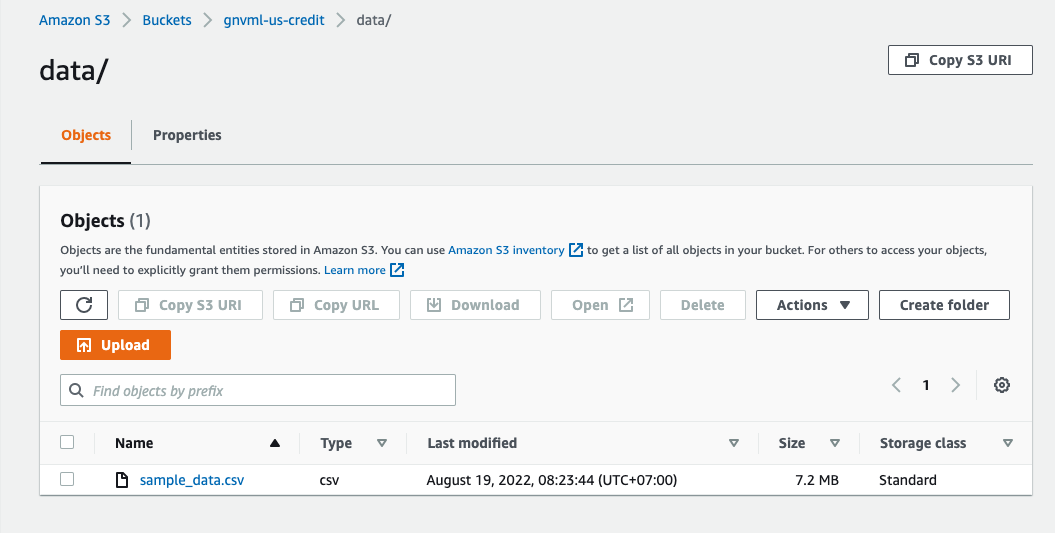 Amazon S3 > Buckets > gnvml-us-credit > data/
data/
Copy S3 URI
Objects
Properties
Objects (1)
Objects are the fundamental entities stored in Amazon S3. You can use Amazon S3 inventory to get a list of all objects in your bucket. For others to access your objects,
you'll need to explicitly grant them permissions. Learn more
Copy S3 URI
Copy URL
Download
Open
Delete
Actions
Create folder
Upload
Find objects by prefix
1
Name Type Last modified Size Storage class
sample_data.csv csv August 19, 2022, 08:23:44 (UTC+07:00) 7.2 MB Standard